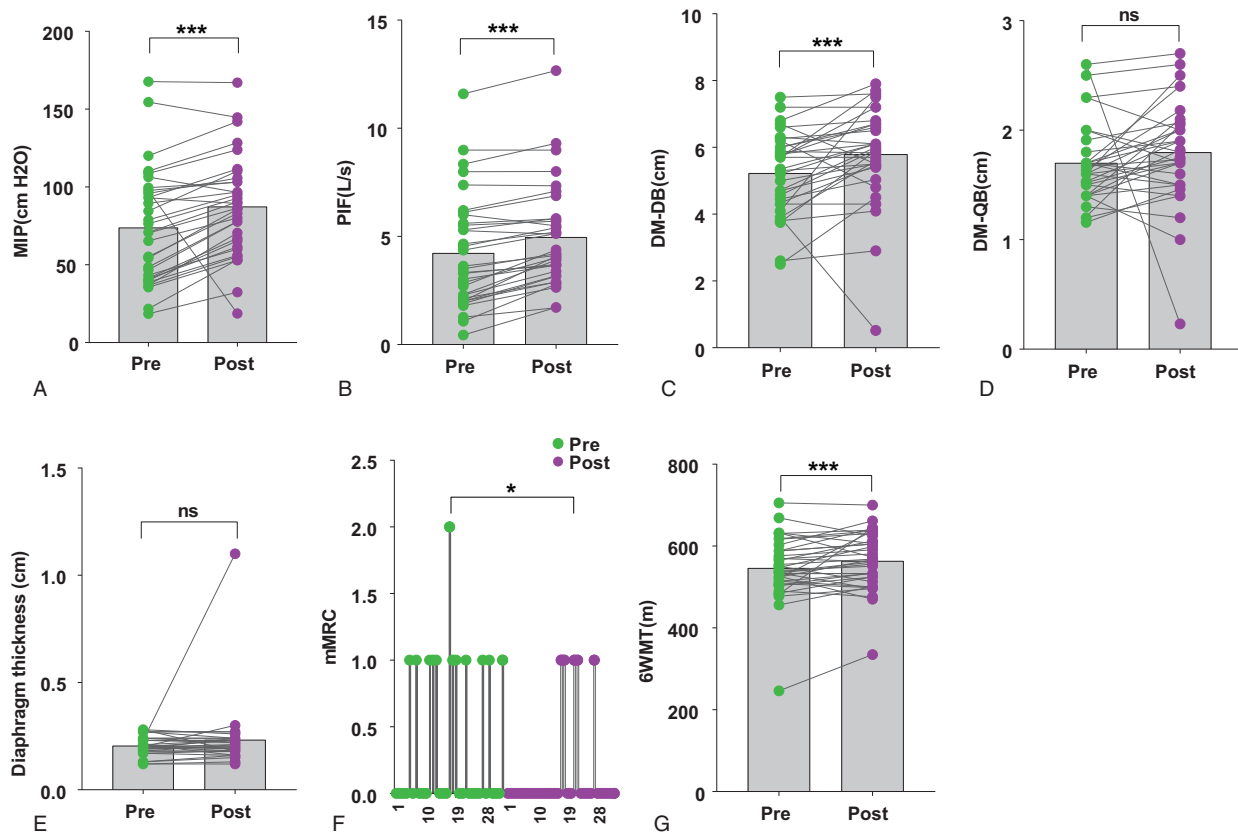 MIP(cm H2O)
200
150
100
50
0
***
Pre
Post
A
PIF(L/s)
15
10
5
0
***
Pre
Post
B
DM-DB(cm)
10
8
6
4
2
0
***
Pre
Post
C
DM-QB(cm)
3
2
1
0
ns
Pre
Post
D
Diaphragm thickness (cm)
1.5
1.0
0.5
0.0
ns
Pre
Post
E
Pre
Post
mMRC
2.5
2.0
1.5
1.0
0.5
0.0
*
1
10
19
28
1
10
19
28
F
6WMT(m)
800
600
400
200
0
***
Pre
Post
G